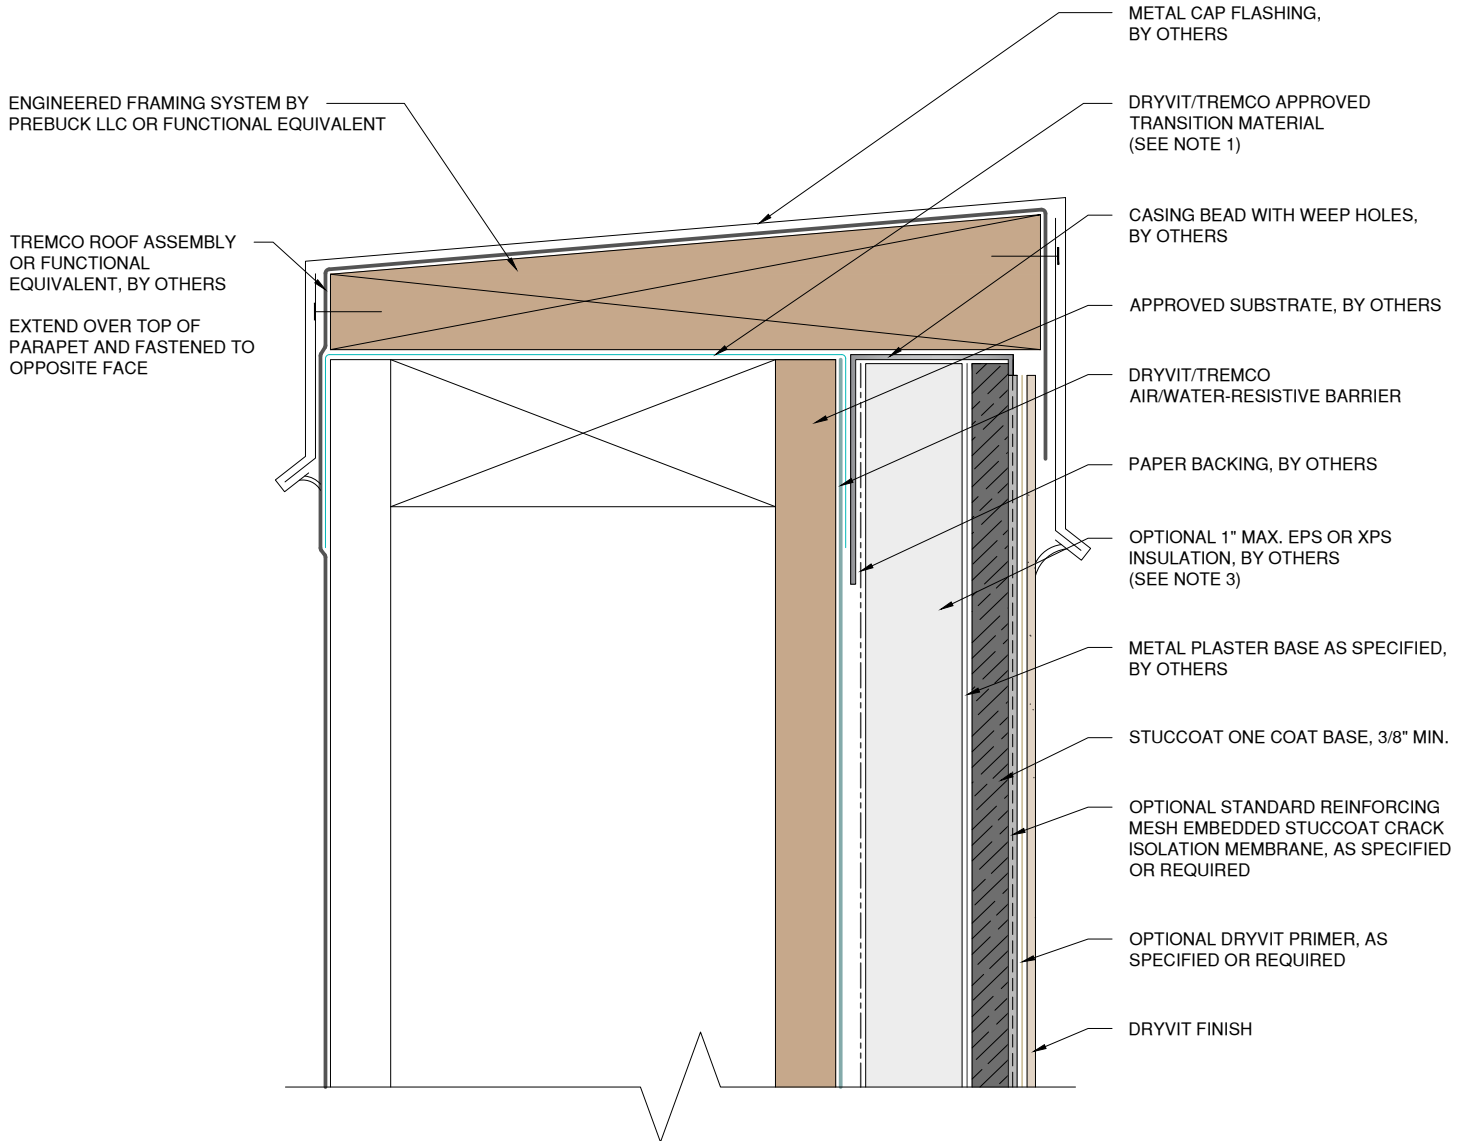 ENGINEERED FRAMING SYSTEM BY
PREBUCK LLC OR FUNCTIONAL EQUIVALENT
TREMCO ROOF ASSEMBLY
OR FUNCTIONAL
EQUIVALENT, BY OTHERS
EXTEND OVER TOP OF
PARAPET AND FASTENED TO
OPPOSITE FACE
METAL CAP FLASHING,
BY OTHERS
DRYVIT/TREMCO APPROVED
TRANSITION MATERIAL
(SEE NOTE 1)
CASING BEAD WITH WEEP HOLES,
BY OTHERS
APPROVED SUBSTRATE, BY OTHERS
DRYVIT/TREMCO
AIR/WATER-RESISTIVE BARRIER
PAPER BACKING, BY OTHERS
OPTIONAL 1" MAX. EPS OR XPS
INSULATION, BY OTHERS
(SEE NOTE 3)
METAL PLASTER BASE AS SPECIFIED,
BY OTHERS
STUCCOAT ONE COAT BASE, 3/8" MIN.
OPTIONAL STANDARD REINFORCING
MESH EMBEDDED STUCCOAT CRACK
ISOLATION MEMBRANE, AS SPECIFIED
OR REQUIRED
OPTIONAL DRYVIT PRIMER, AS
SPECIFIED OR REQUIRED
DRYVIT FINISH